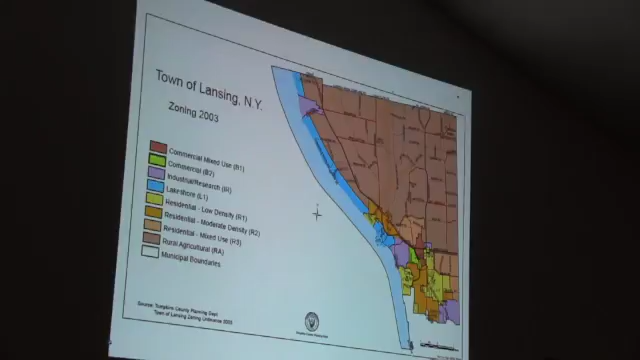 Town of Lansing, N.Y.
Zoning 2003
Commercial Mixed Use (B1)
Commercial (B2)
Industrial/Research (IR)
Lakeshore (L1)
Residential - Low Density (R1)
Residential - Moderate Density (R2)
Residential - Mixed Use (R3)
Rural Agricultural (RA)
Municipal Boundaries
Source: Tompkins County Planning Dept.
Town of Lansing Zoning Ordinance 2003